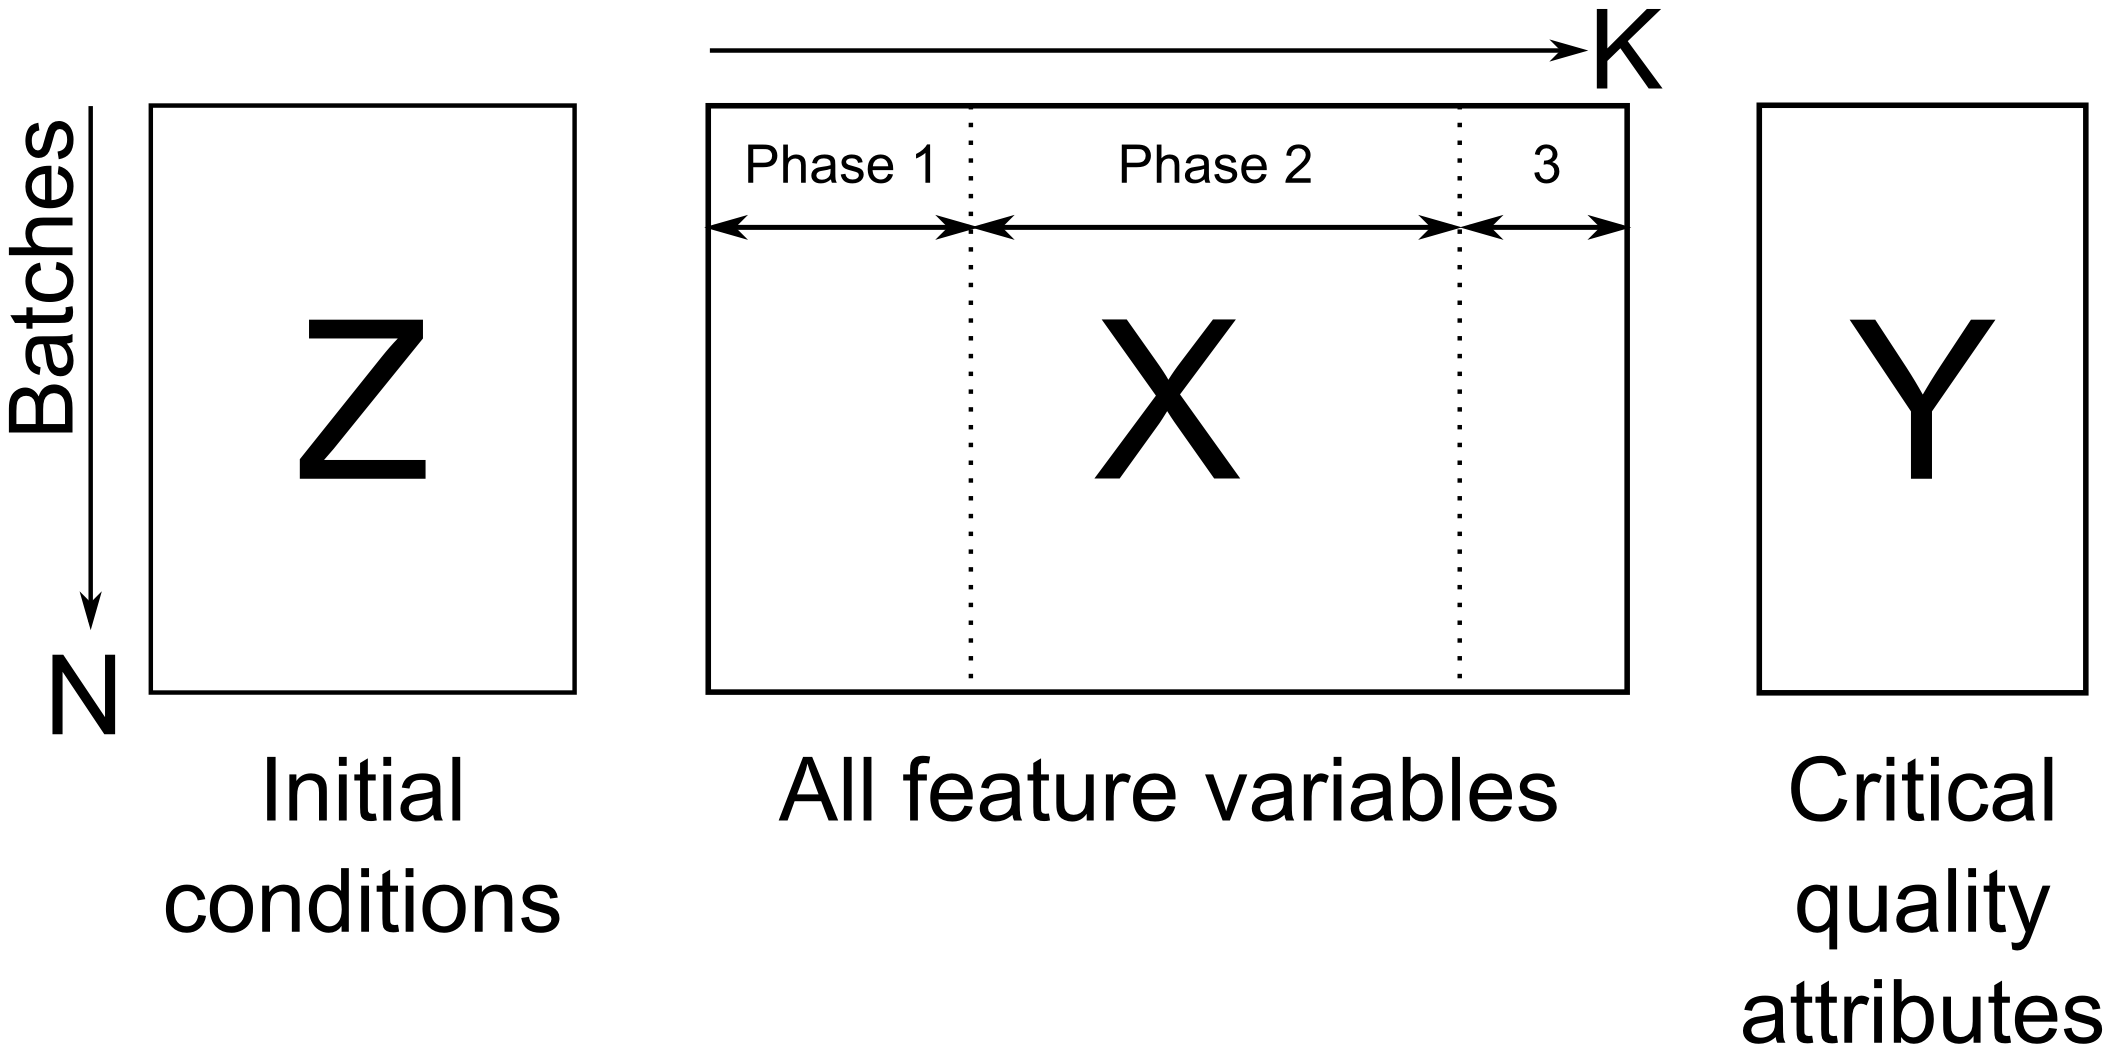 K
Batches
N
Phase 1
Phase 2
3
Z
X
Y
Initial
conditions
All feature variables
Critical
quality
attributes